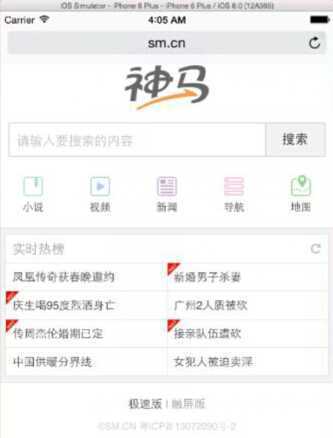 iOS Simulator - iPhone 6 Plus - iPhone 6 Plus / iOS 8.0 (12A365)
Carrier 4:05 AM
sm.cn
神马
请输入要搜索的内容 搜索
小说 视频 新闻 导航 地图
实时热榜
凤凰传奇获春晚邀约 新婚男子杀妻
庆生喝95度烈酒身亡 广州2人质被砍
传周杰伦婚期已定 接亲队伍遭砍
中国供暖分界线 女犯人被迫卖淫
极速版 | 触屏版
©SM.CN 粤ICP备13072090号-2